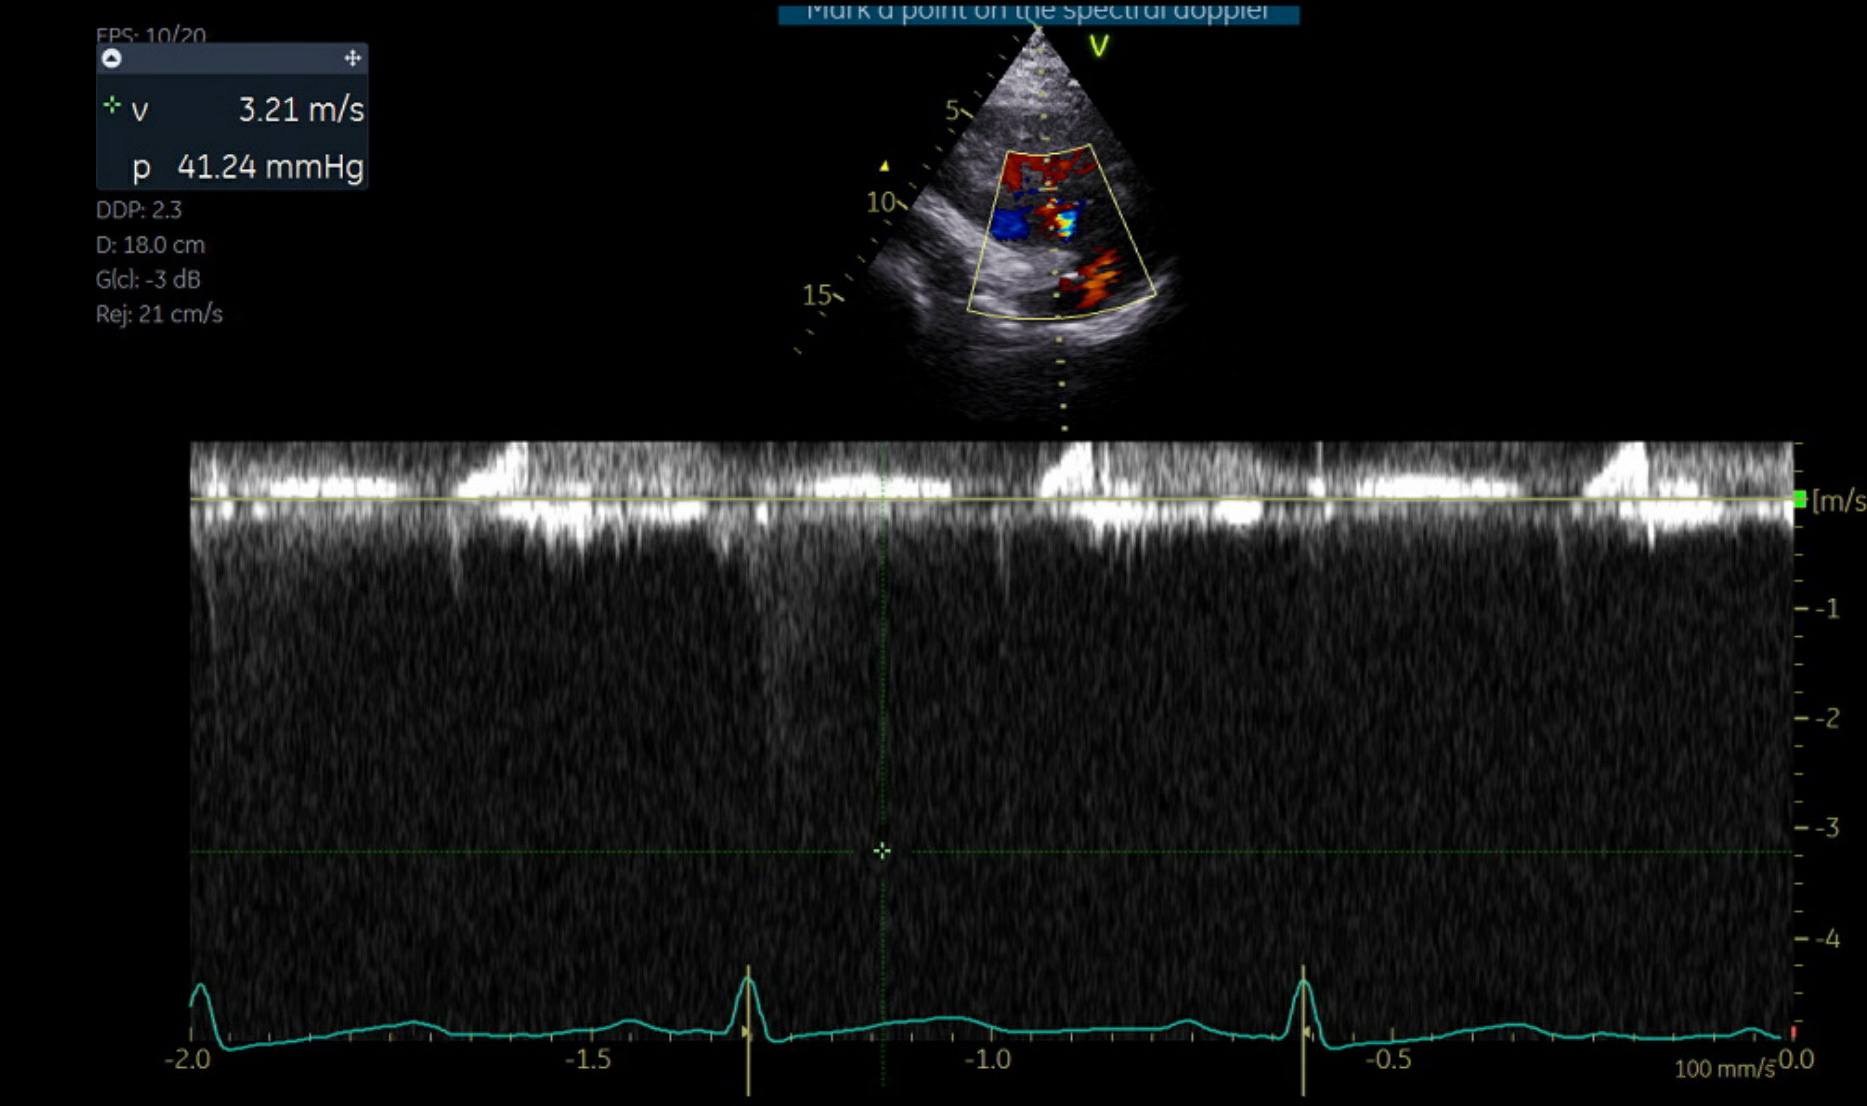 Mark a point on the spectral doppler
FPS: 10/20
V
v 3.21 m/s
p 41.24 mmHg
DDP: 2.3
D: 18.0 cm
G(c): -3 dB
Rej: 21 cm/s
5
10
15
[m/s
-1
-2
-3
-4
-2.0 -1.5 -1.0 -0.5 0.0
100 mm/s